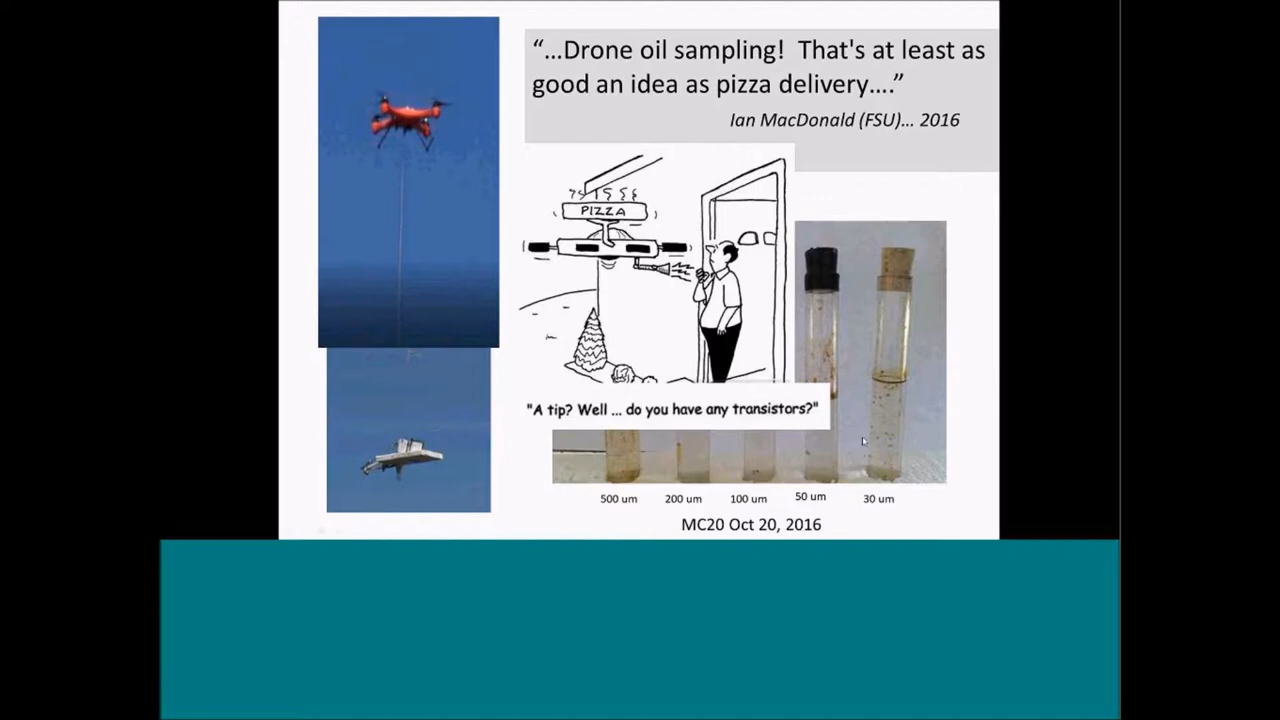 “…Drone oil sampling!  That's at least as
good an idea as pizza delivery….”
Ian MacDonald (FSU)… 2016
PIZZA
"A tip? Well ... do you have any transistors?"
500 um
200 um
100 um
50 um
30 um
MC20 Oct 20, 2016